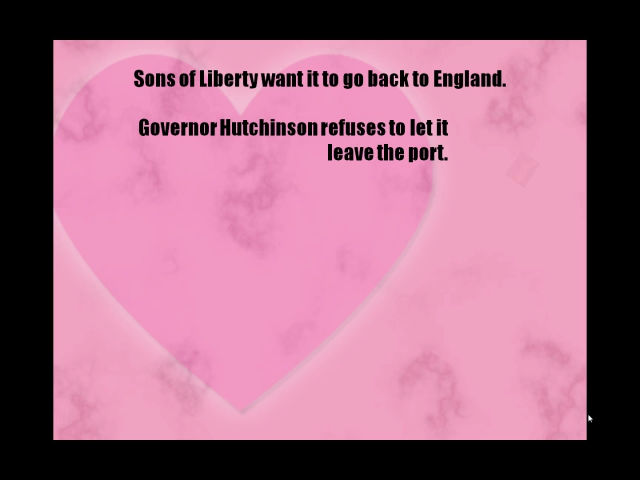 Sons of Liberty want it to go back to England.
Governor Hutchinson refuses to let it
leave the port.